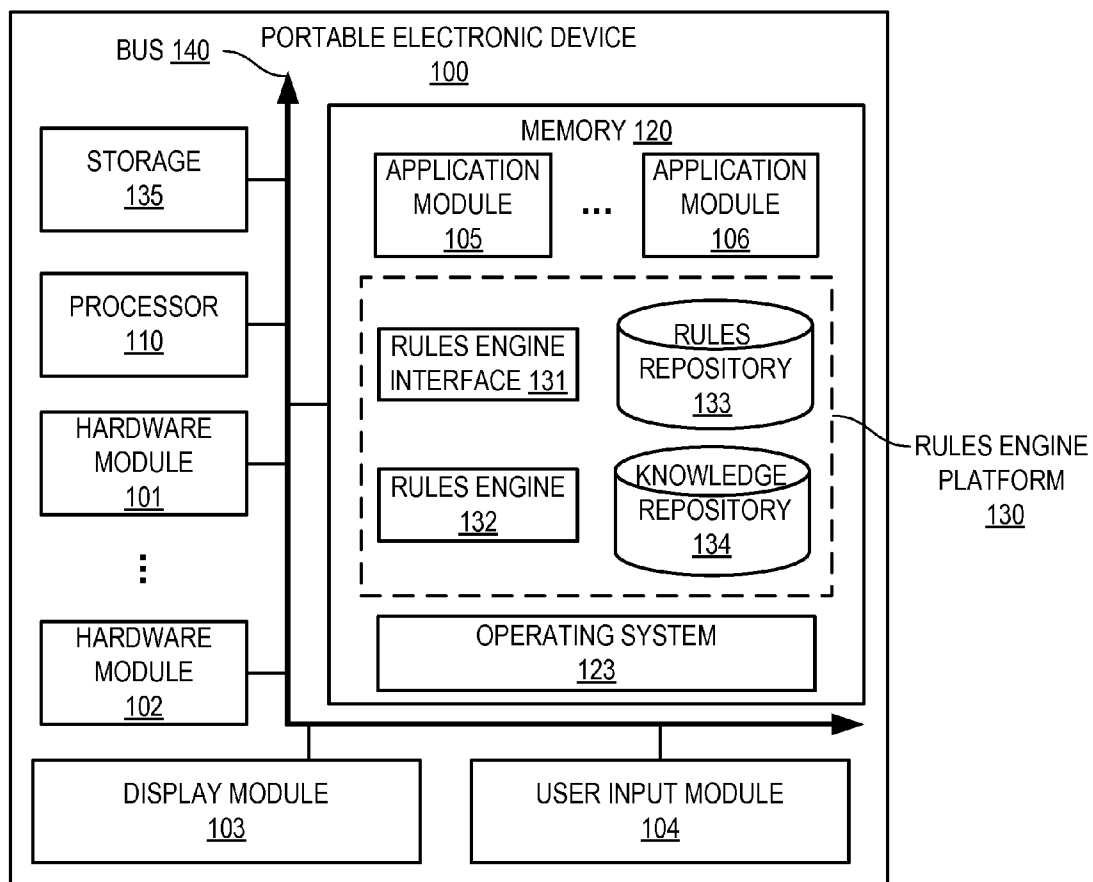 PORTABLE ELECTRONIC DEVICE
100
BUS 140
STORAGE
135
PROCESSOR
110
HARDWARE
MODULE
101
...
HARDWARE
MODULE
102
MEMORY 120
APPLICATION
MODULE
105
...
APPLICATION
MODULE
106
RULES ENGINE
INTERFACE 131
RULES
REPOSITORY
133
RULES ENGINE
132
KNOWLEDGE
REPOSITORY
134
RULES ENGINE
PLATFORM
130
OPERATING SYSTEM
123
DISPLAY MODULE
103
USER INPUT MODULE
104